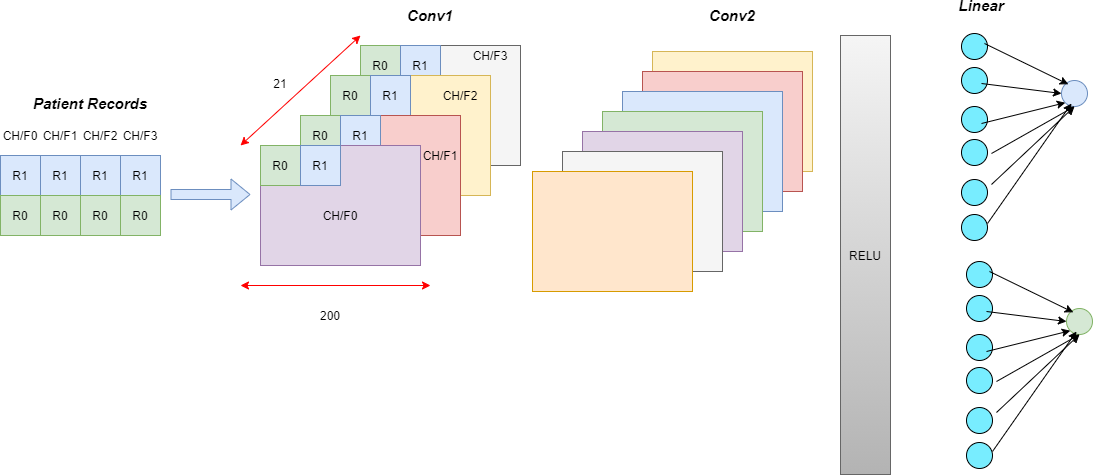 Conv1
Conv2
Linear
R0 R1 CH/F3
21
R0 R1 CH/F2
Patient Records
CH/F0 CH/F1 CH/F2 CH/F3
R0 R1 CH/F1
R1 R1 R1 R1
R0 R1
R0 R0 R0 R0
CH/F0
RELU
200